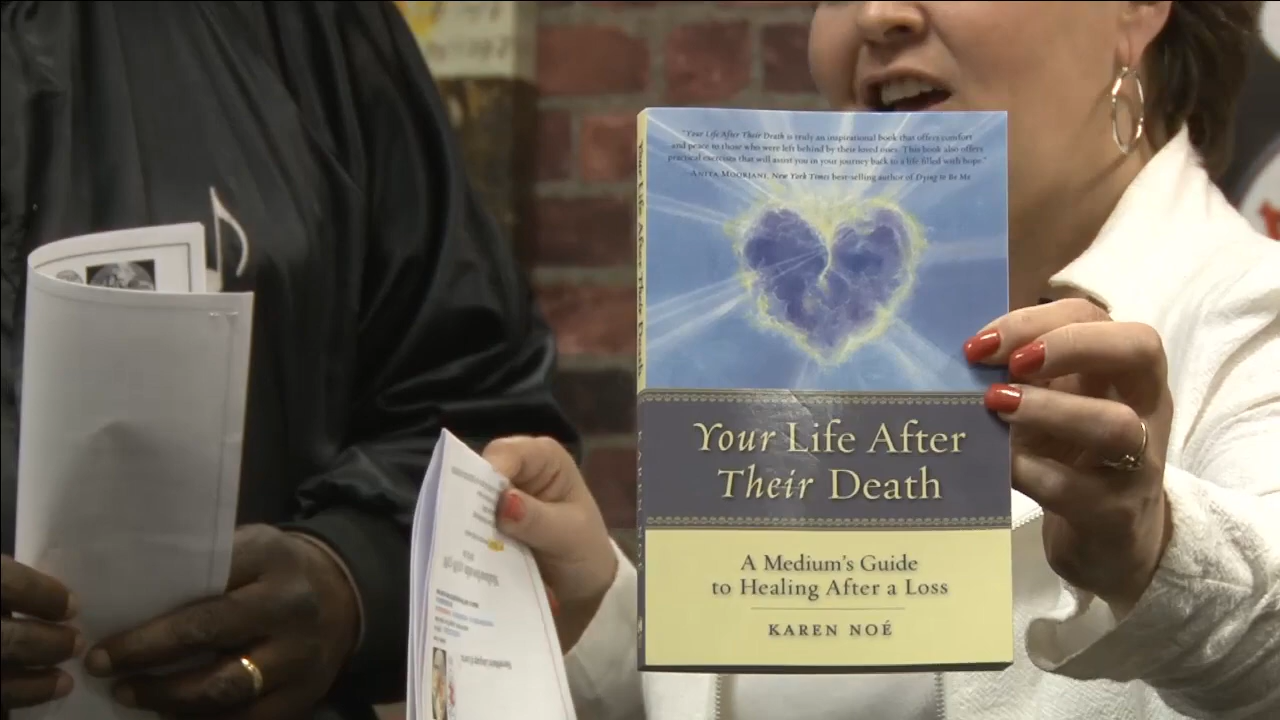 "Your Life After Their Death is truly an inspirational book that offers comfort
and peace to those who were left behind by their loved ones. This book also offers
practical exercises that will assist you in your journey back to a life filled with hope."
—Anita Moorjani, New York Times best-selling author of Dying to Be Me
Your Life After
Their Death
A Medium's Guide
to Healing After a Loss
KAREN NOÉ
Your Life After Their Death
KAREN NOÉ